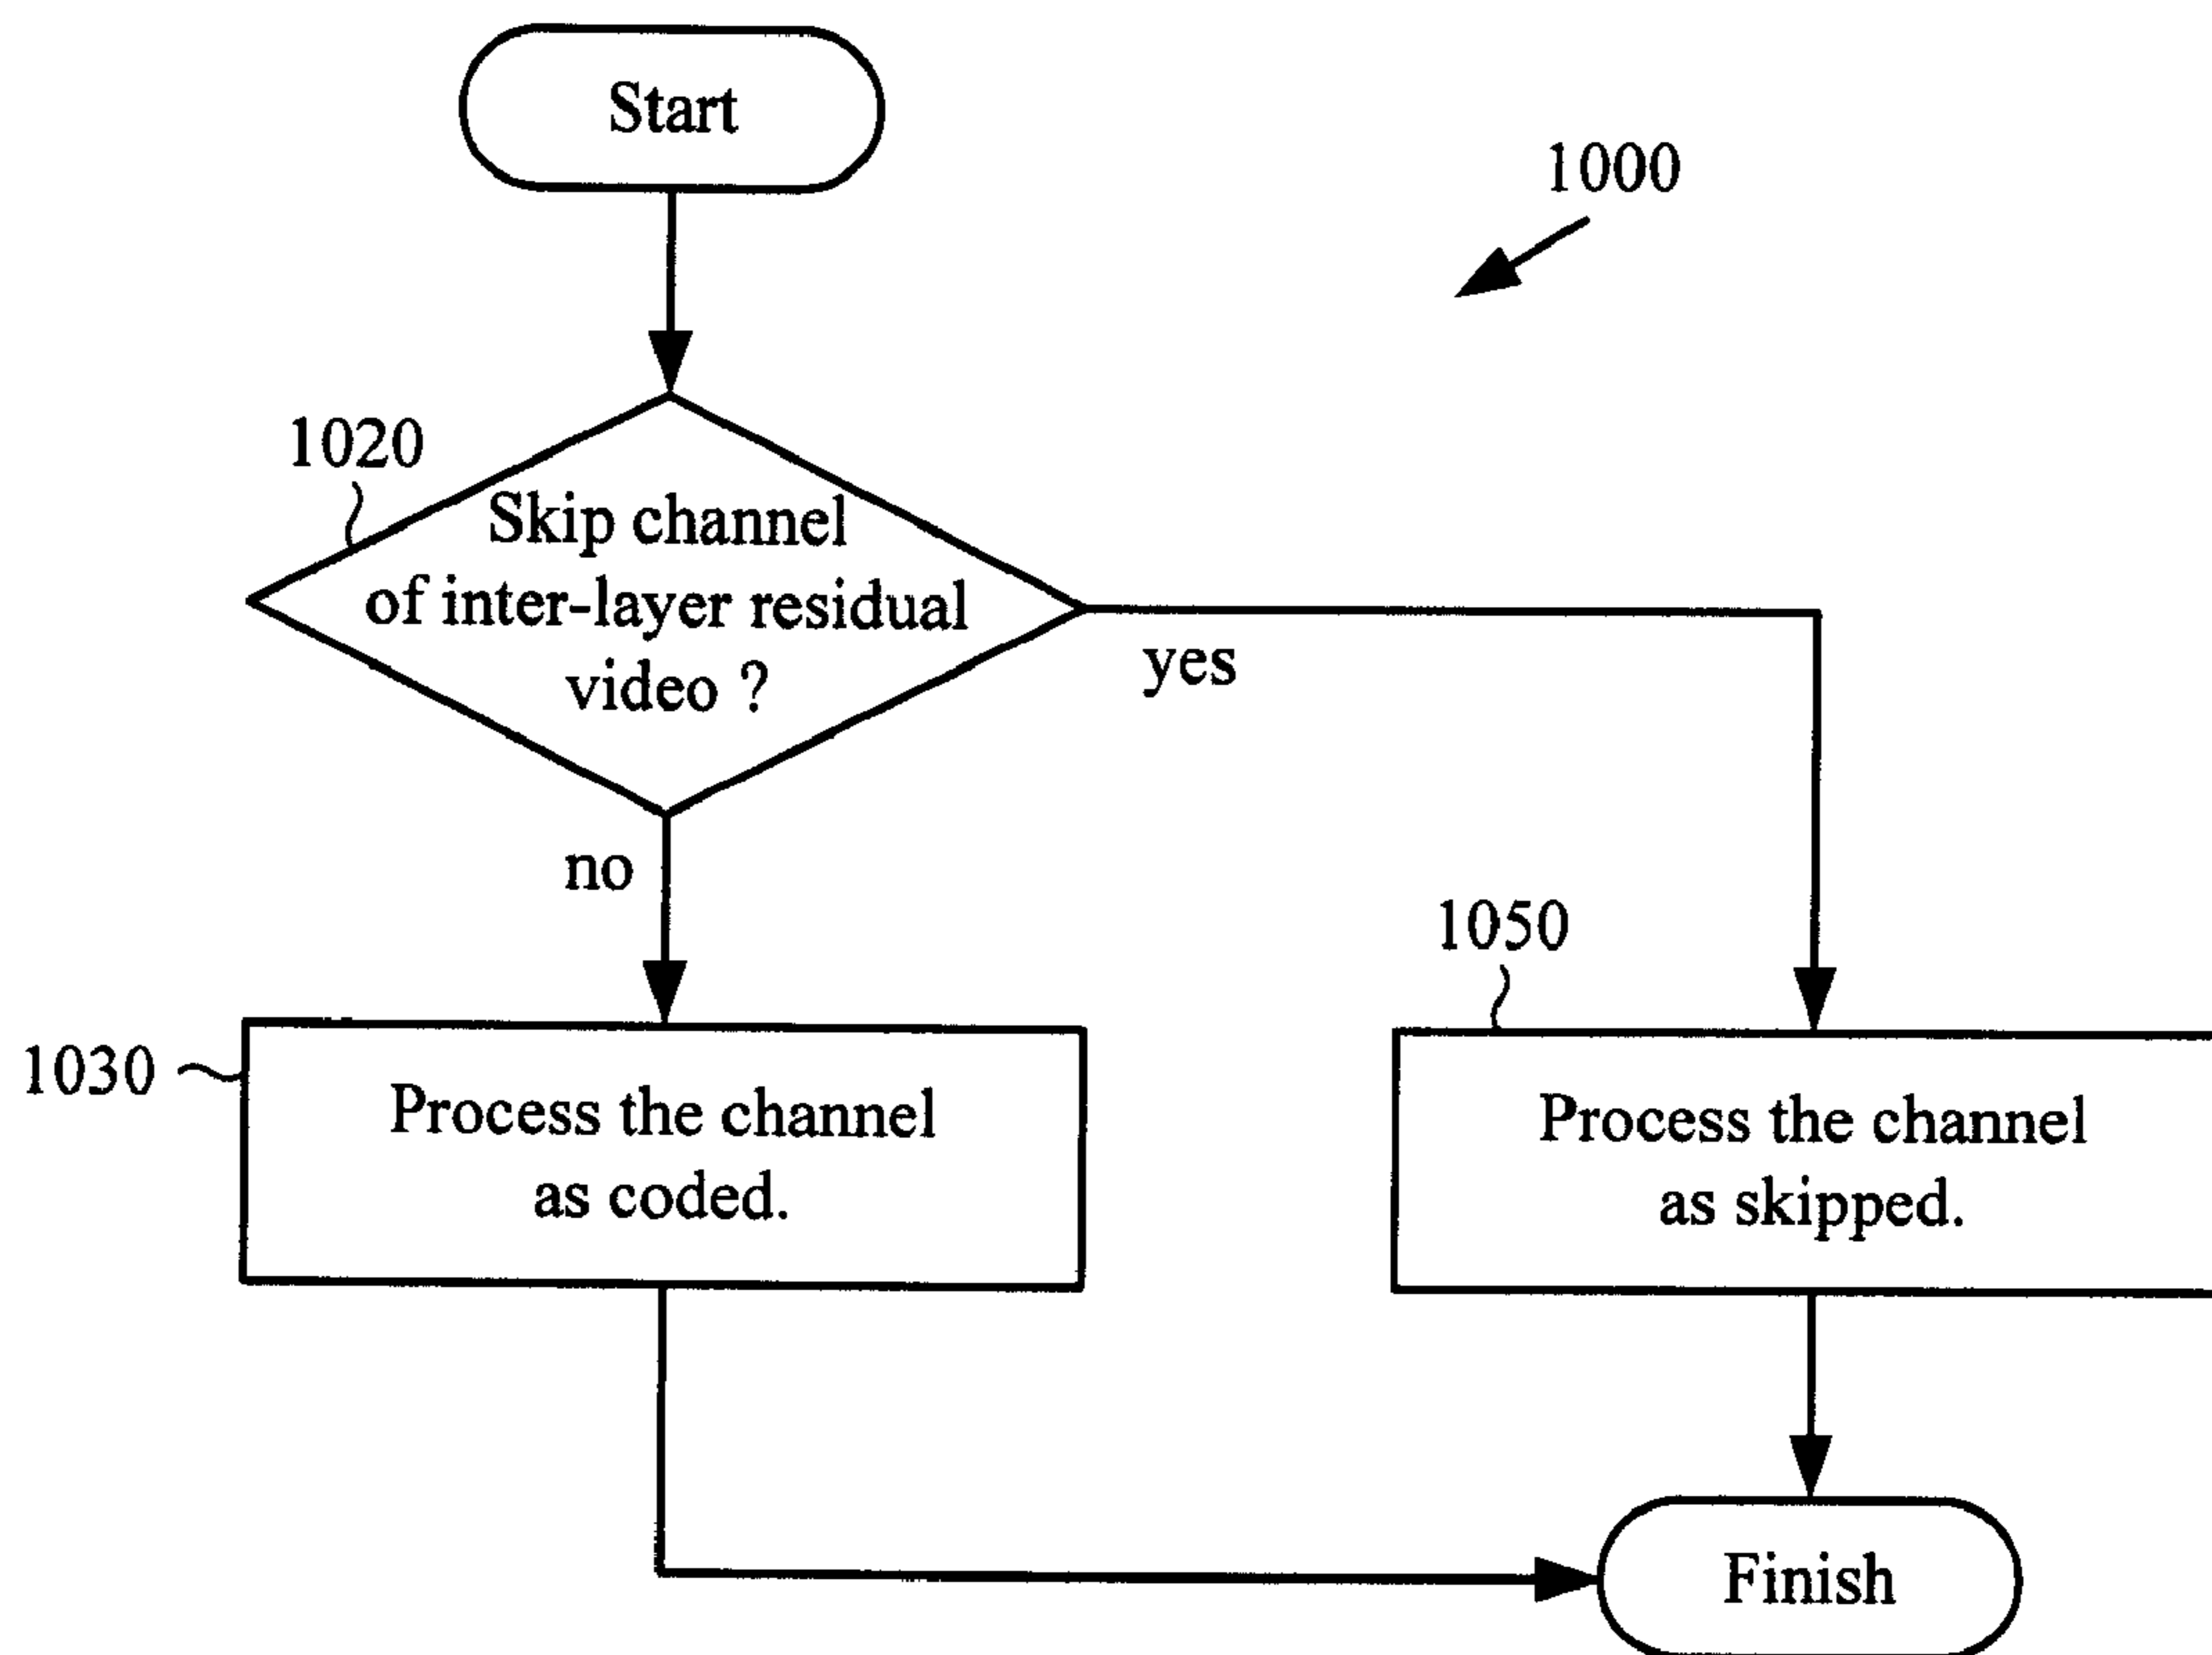 Start
1000
1020
Skip channel
of inter-layer residual
video ?
yes
no
1050
1030
Process the channel
as coded.
Process the channel
as skipped.
Finish